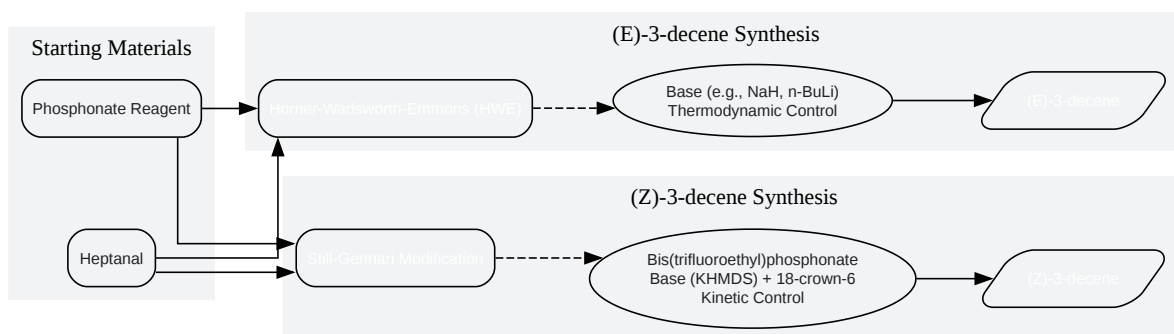 Starting Materials
Phosphonate Reagent
Heptanal
(E)-3-decene Synthesis
Horner-Wadsworth-Emmons (HWE)
Base (e.g., NaH, n-BuLi)
Thermodynamic Control
(E)-3-decene
(Z)-3-decene Synthesis
Still-Gennari Modification
Bis(trifluoroethyl)phosphonate
Base (KHMDS) + 18-crown-6
Kinetic Control
(Z)-3-decene